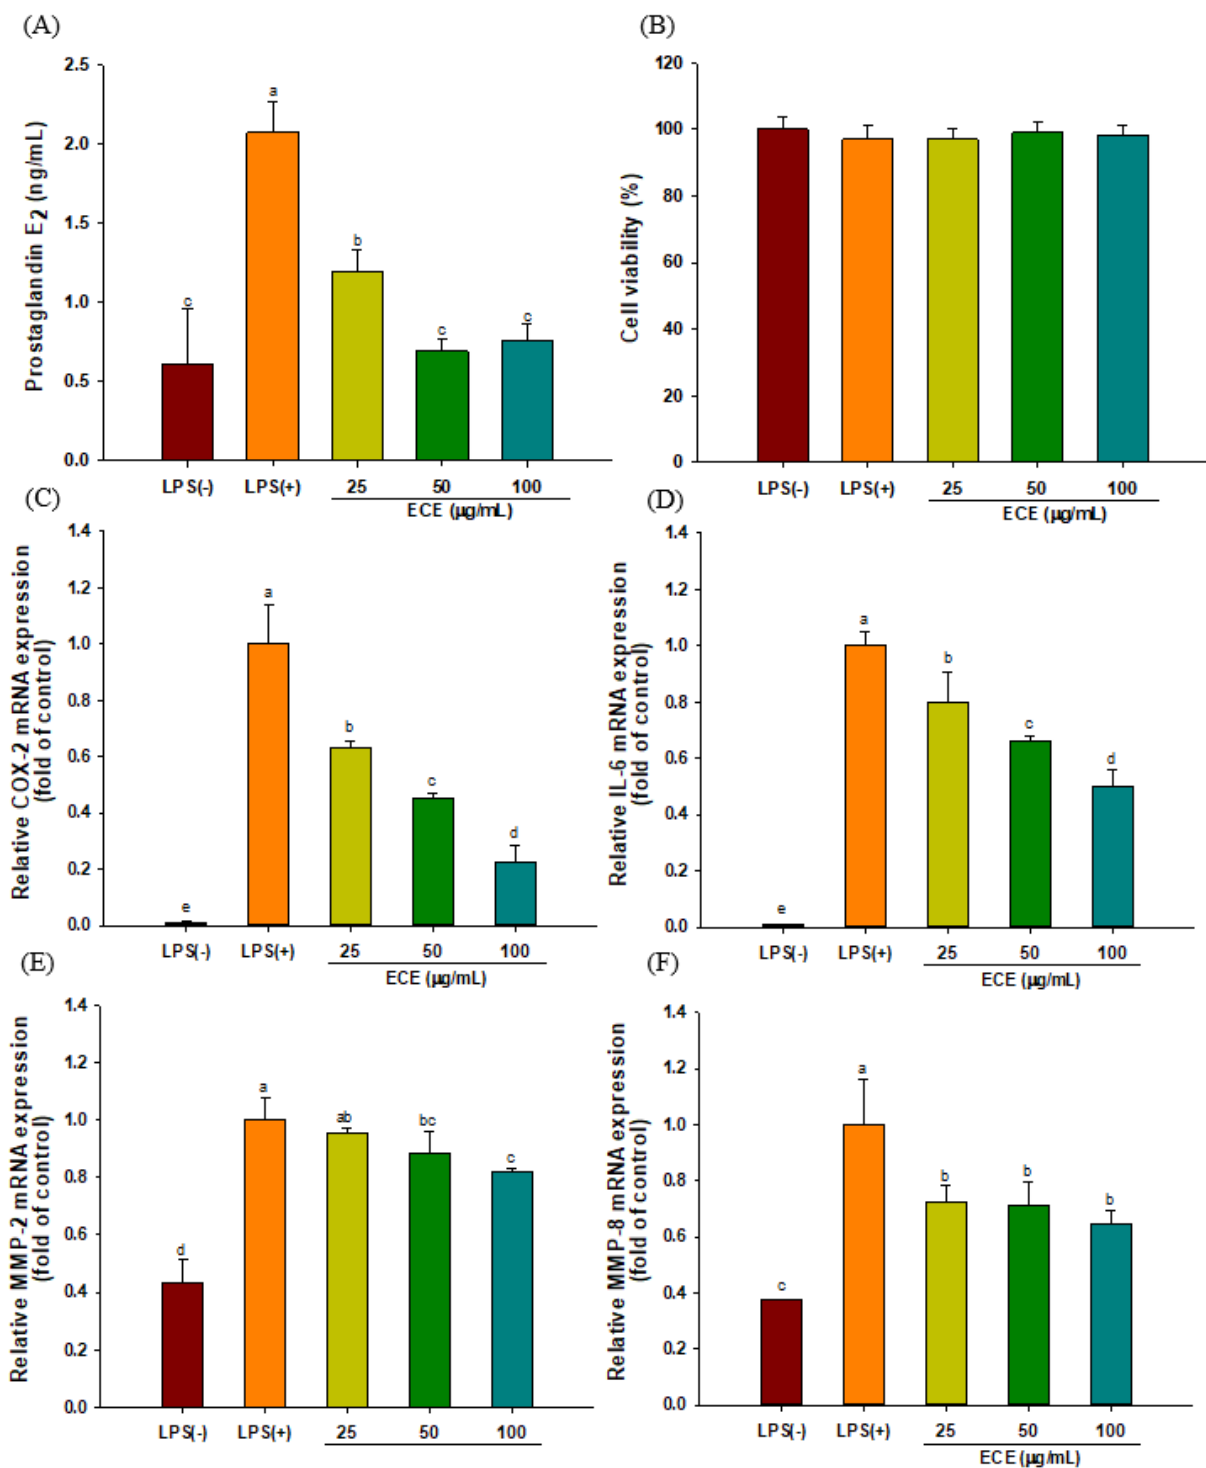 (A)
Prostaglandin E2 (ng/mL)
2.5
2.0
1.5
1.0
0.5
0.0
c
a
b
c
c
LPS(-) LPS(+) 25 50 100
ECE (μg/mL)
(B)
Cell viability (%)
120
100
80
60
40
20
0
LPS(-) LPS(+) 25 50 100
ECE (μg/mL)
(C)
Relative COX-2 mRNA expression
(fold of control)
1.4
1.2
1.0
0.8
0.6
0.4
0.2
0.0
e
a
b
c
d
LPS(-) LPS(+) 25 50 100
ECE (μg/mL)
(D)
Relative IL-6 mRNA expression
(fold of control)
1.4
1.2
1.0
0.8
0.6
0.4
0.2
0.0
e
a
b
c
d
LPS(-) LPS(+) 25 50 100
ECE (μg/mL)
(E)
Relative MMP-2 mRNA expression
(fold of control)
1.4
1.2
1.0
0.8
0.6
0.4
0.2
0.0
d
a
ab
bc
c
LPS(-) LPS(+) 25 50 100
(F)
Relative MMP-8 mRNA expression
(fold of control)
1.4
1.2
1.0
0.8
0.6
0.4
0.2
0.0
c
a
b
b
b
LPS(-) LPS(+) 25 50 100
ECE (μg/mL)